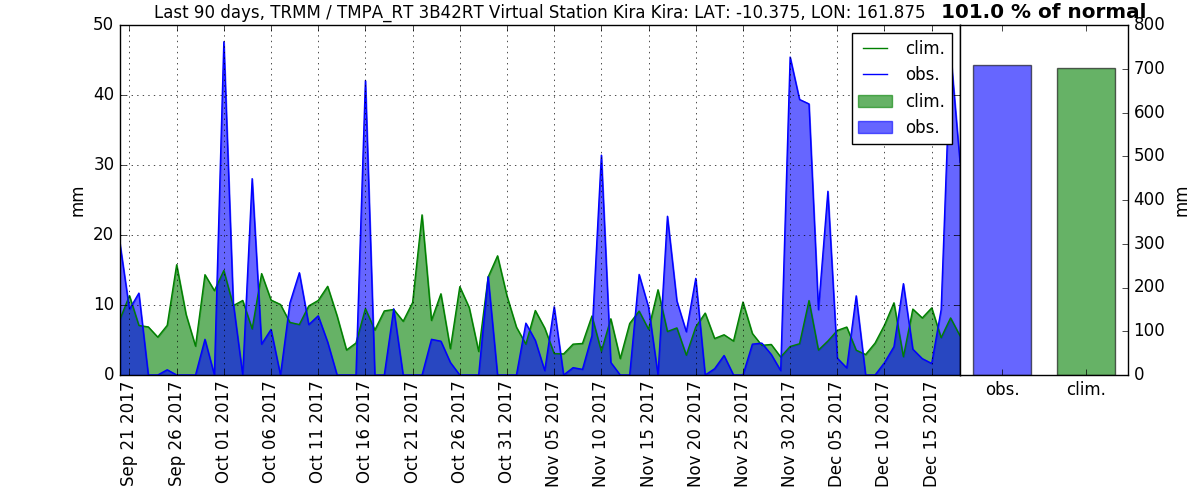 Last 90 days, TRMM / TMPA_RT 3B42RT Virtual Station Kira Kira: LAT: -10.375, LON: 161.875 101.0 % of normal
50
40
30
20
10
0
mm
clim.
obs.
clim.
obs.
800
700
600
500
400
300
200
100
0
mm
obs.
clim.
Sep 21 2017
Sep 26 2017
Oct 01 2017
Oct 06 2017
Oct 11 2017
Oct 16 2017
Oct 21 2017
Oct 26 2017
Oct 31 2017
Nov 05 2017
Nov 10 2017
Nov 15 2017
Nov 20 2017
Nov 25 2017
Nov 30 2017
Dec 05 2017
Dec 10 2017
Dec 15 2017